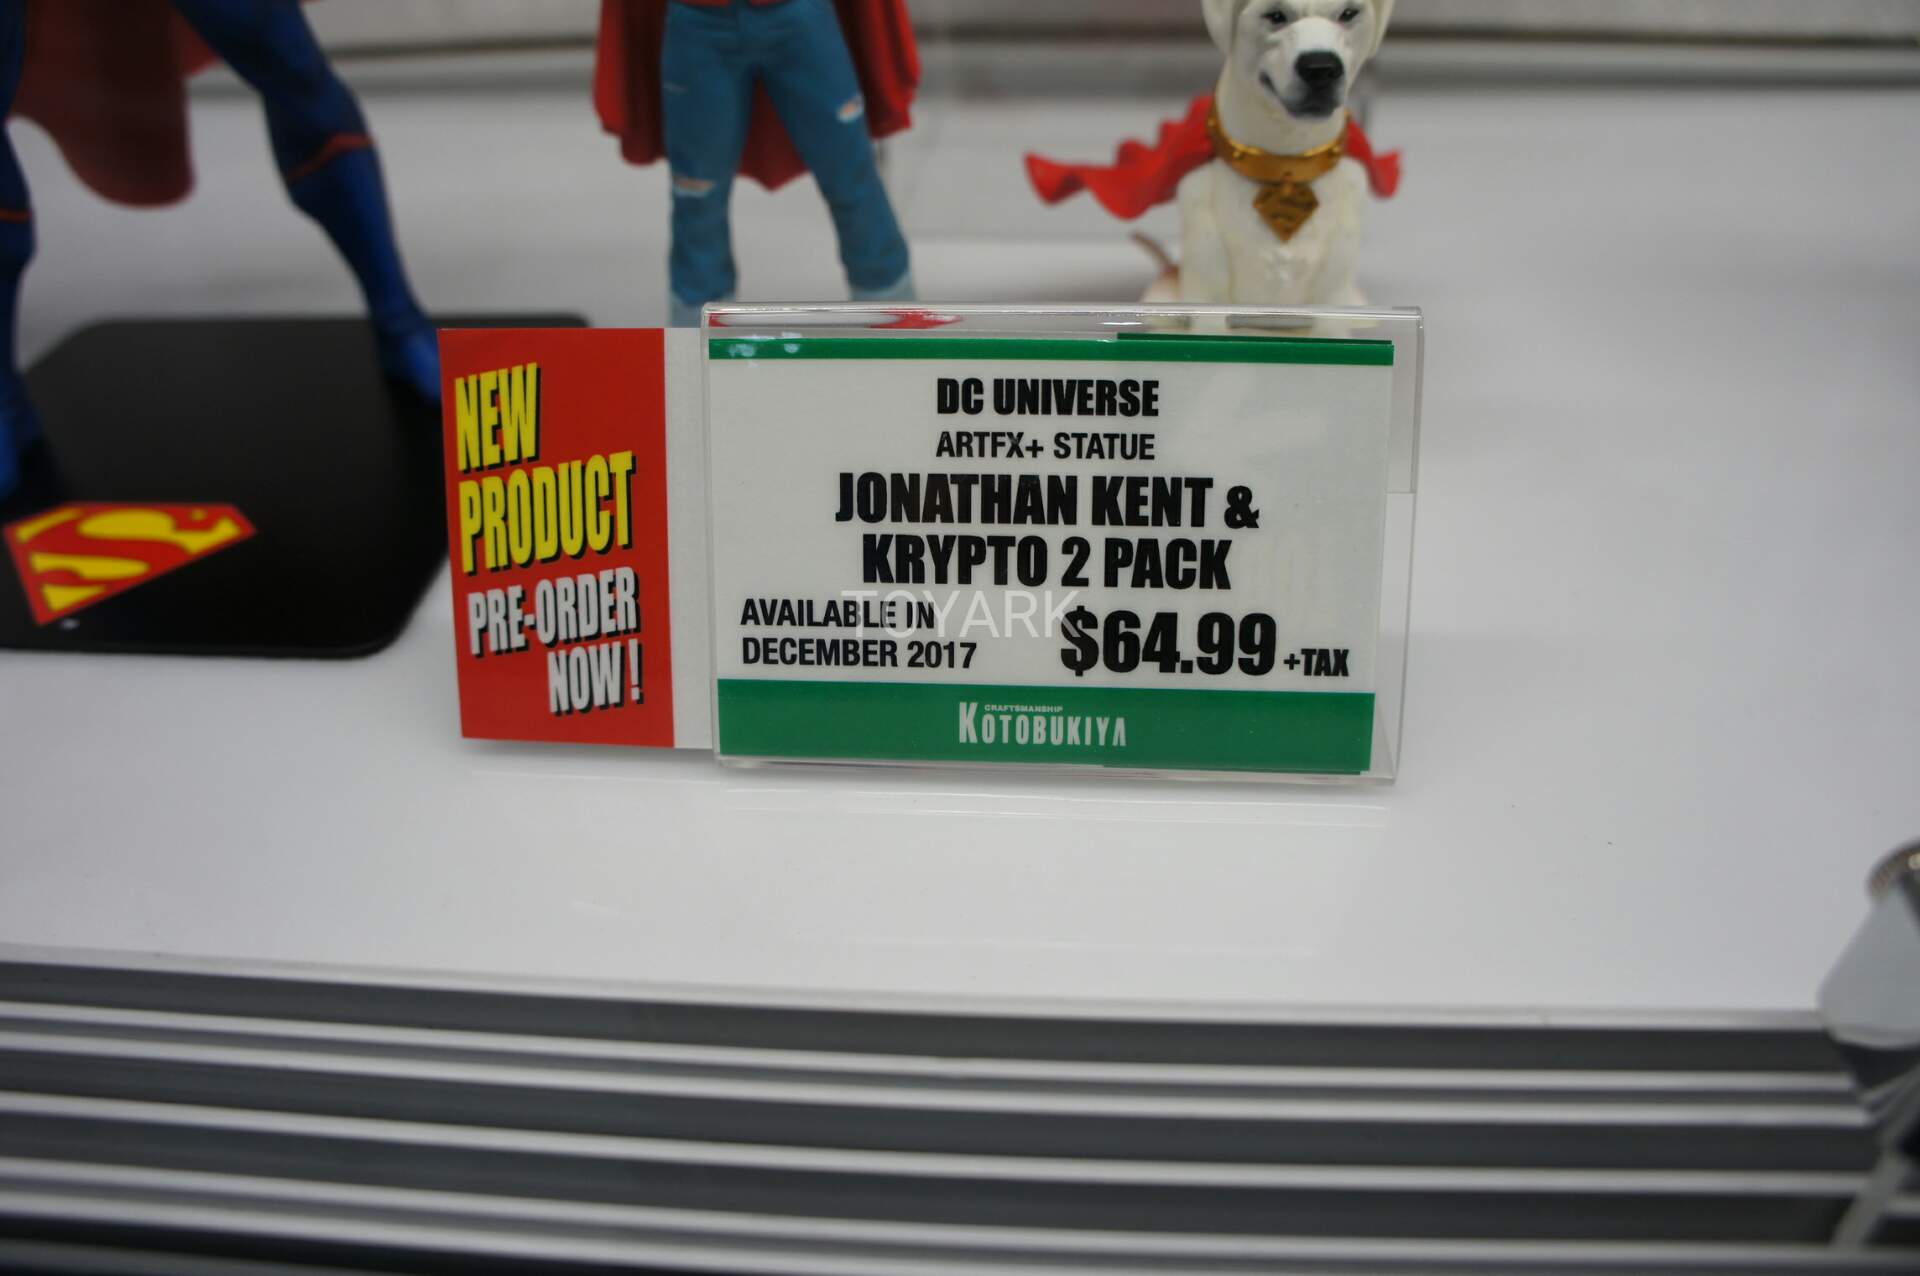 NEW
PRODUCT
PRE-ORDER
NOW!
DC UNIVERSE
ARTFX+ STATUE
JONATHAN KENT &
KRYPTO 2 PACK
AVAILABLE IN
DECEMBER 2017
$64.99 +TAX
CRAFTSMANSHIP
KOTOBUKIYA
TOYARK
S